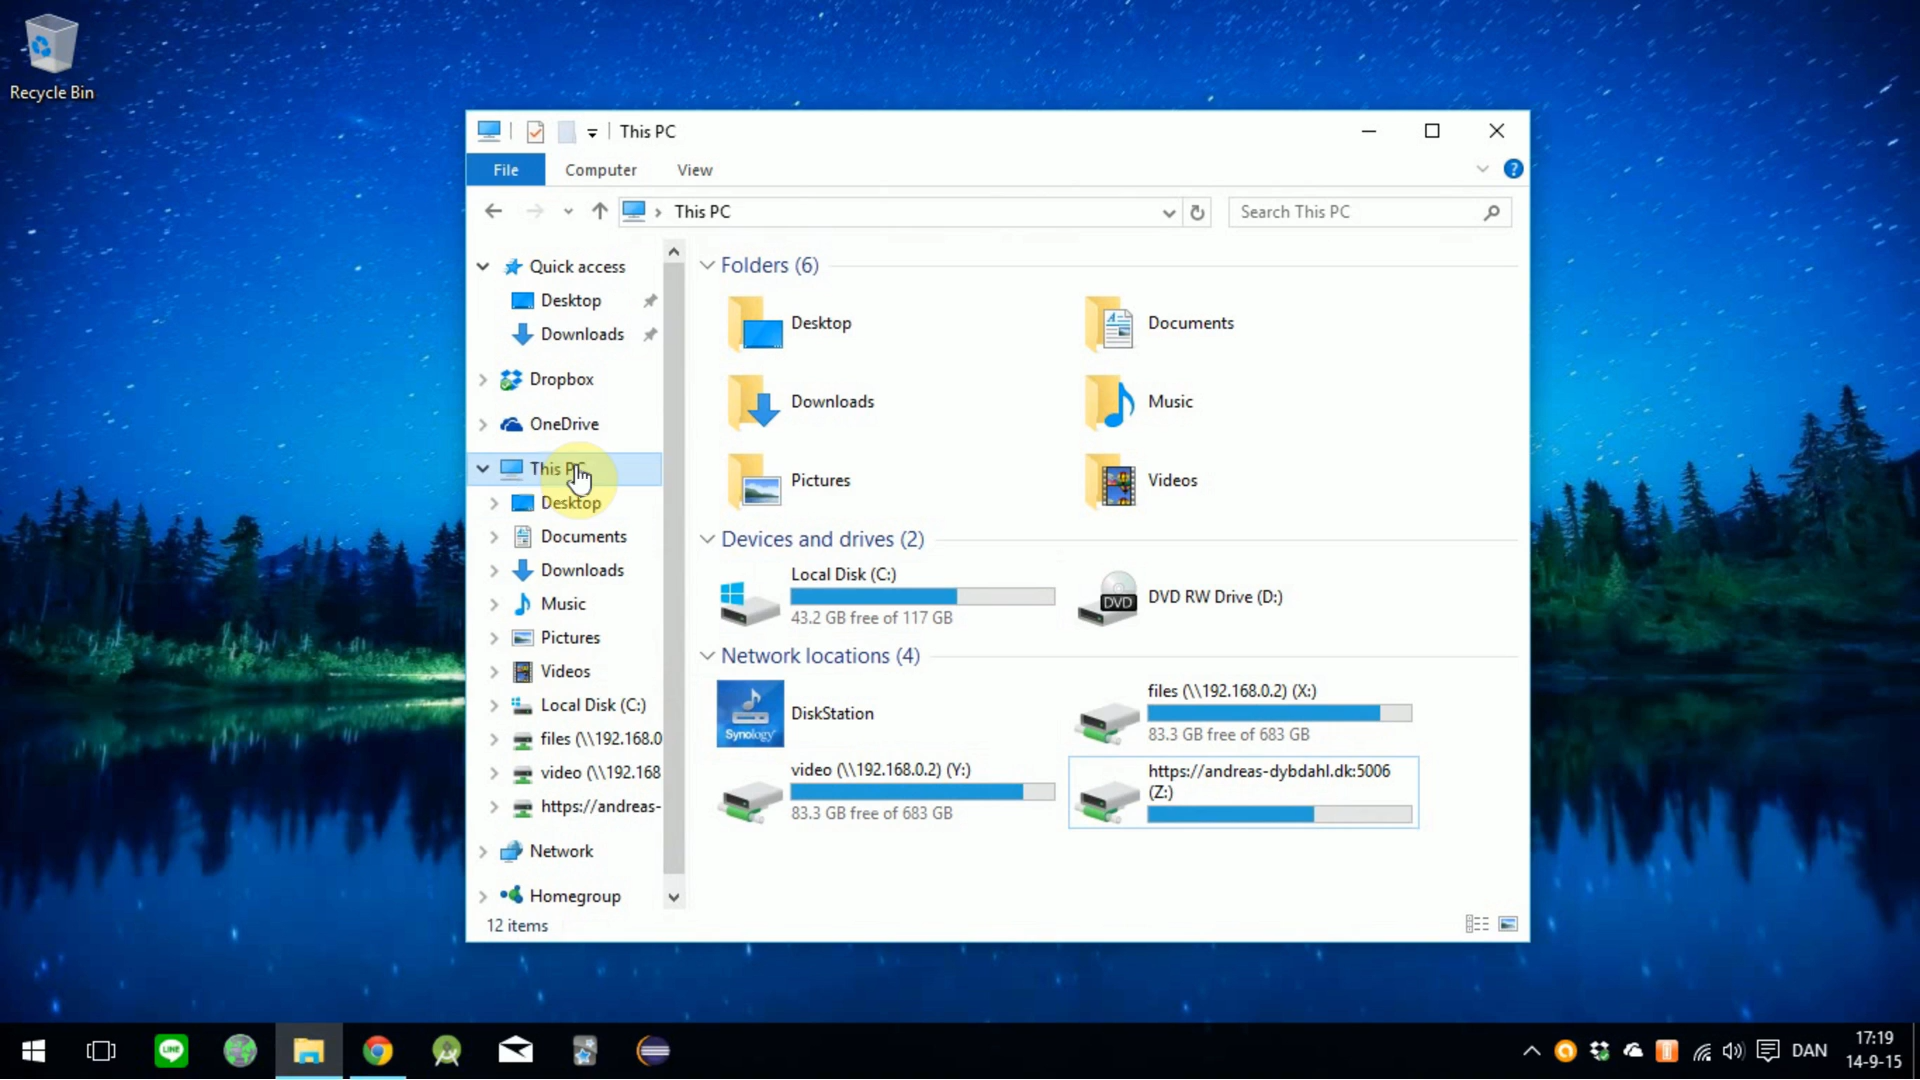 Recycle Bin
This PC
File
Computer
View
This PC
Search This PC
Quick access
Desktop
Downloads
Dropbox
OneDrive
This PC
Desktop
Documents
Downloads
Music
Pictures
Videos
Local Disk (C:)
files (\\192.168.0
video (\\192.168
https://andreas-
Network
Homegroup
Folders (6)
Desktop
Documents
Downloads
Music
Pictures
Videos
Devices and drives (2)
Local Disk (C:)
43.2 GB free of 117 GB
DVD
DVD RW Drive (D:)
Network locations (4)
Synology
DiskStation
files (\\192.168.0.2) (X:)
83.3 GB free of 683 GB
video (\\192.168.0.2) (Y:)
83.3 GB free of 683 GB
https://andreas-dybdahl.dk:5006
(Z:)
12 items
LINE
DAN
17:19
14-9-15